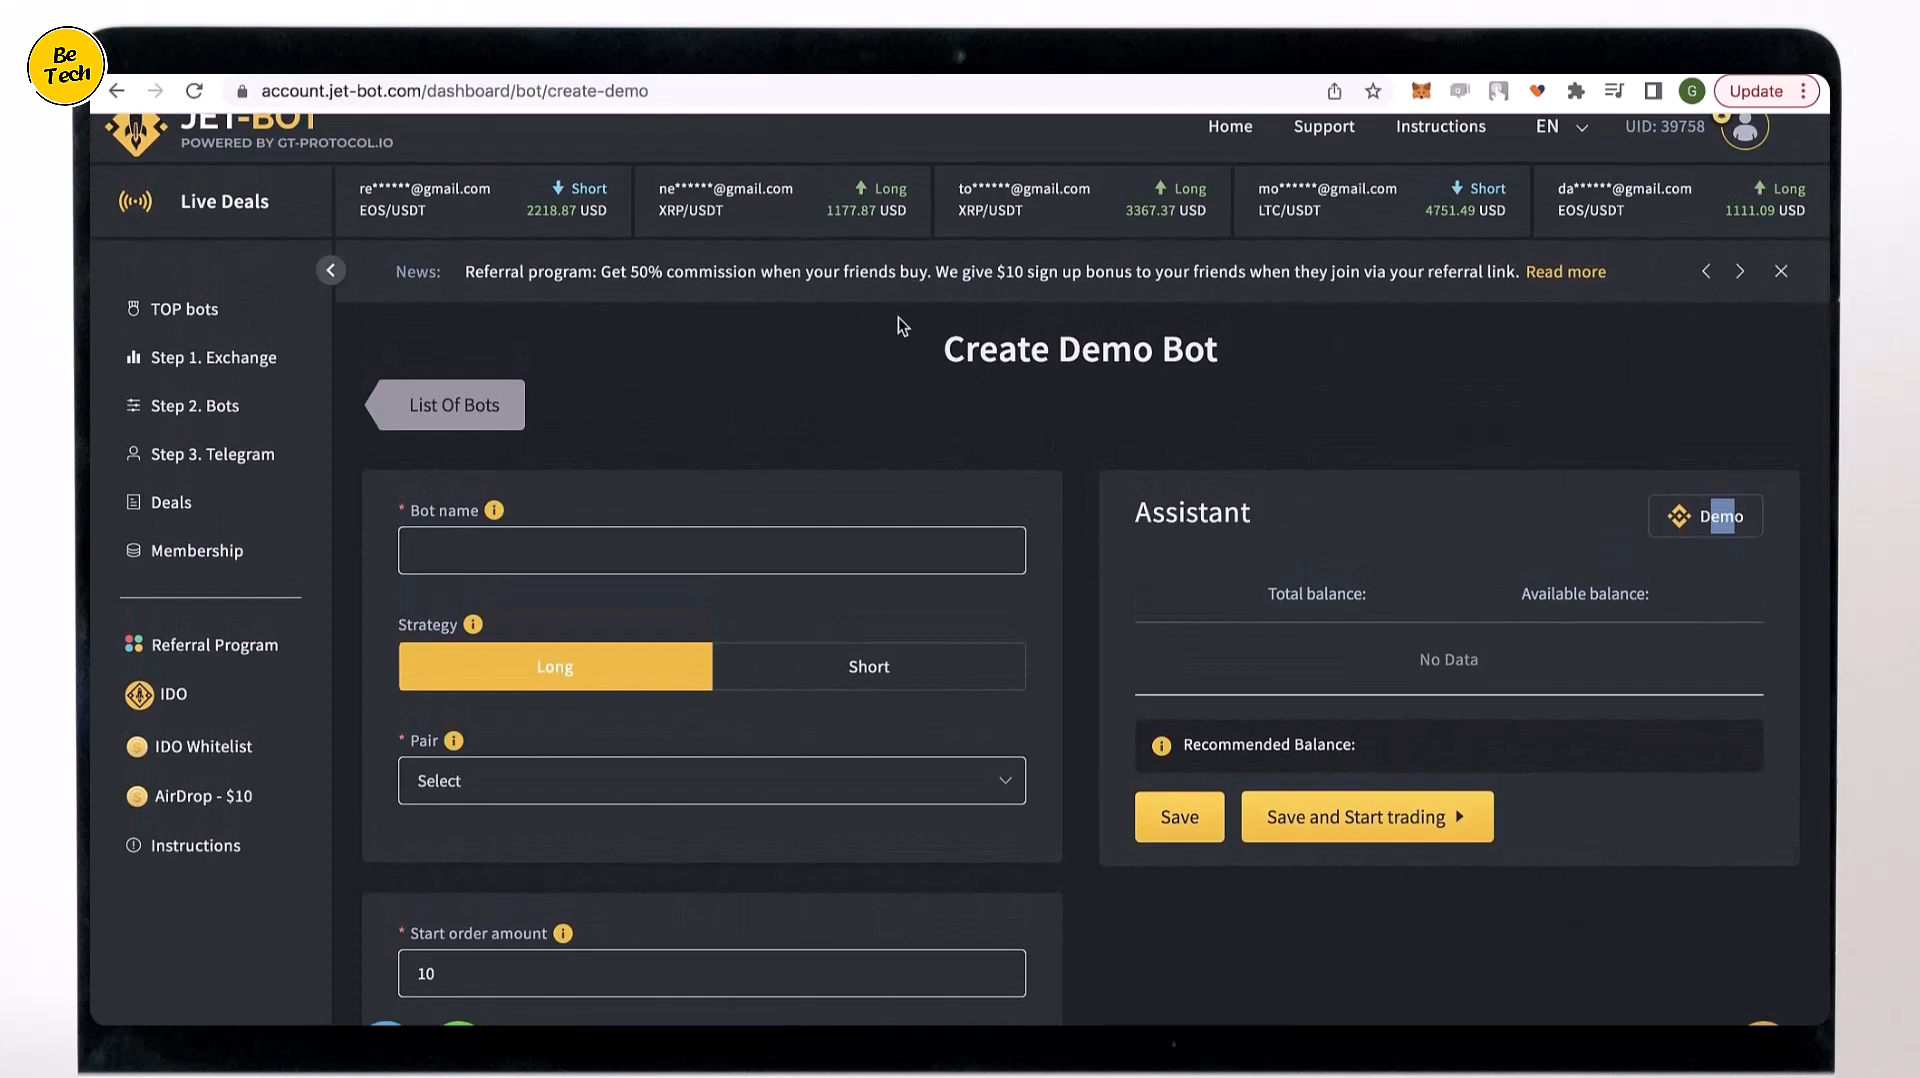 Be
Tech
account.jet-bot.com/dashboard/bot/create-demo
G
Update
JET-BOT
POWERED BY GT-PROTOCOL.IO
Home
Support
Instructions
EN
UID: 39758
Live Deals
re******@gmail.com
Short
EOS/USDT
2218.87 USD
ne******@gmail.com
Long
XRP/USDT
1177.87 USD
to******@gmail.com
Long
XRP/USDT
3367.37 USD
mo******@gmail.com
Short
LTC/USDT
4751.49 USD
da******@gmail.com
Long
EOS/USDT
1111.09 USD
News: Referral program: Get 50% commission when your friends buy. We give $10 sign up bonus to your friends when they join via your referral link. Read more
TOP bots
Step 1. Exchange
Step 2. Bots
Step 3. Telegram
Deals
Membership
Referral Program
IDO
IDO Whitelist
AirDrop - $10
Instructions
Create Demo Bot
List Of Bots
* Bot name
Strategy
Long
Short
* Pair
Select
* Start order amount
10
Assistant
Demo
Total balance:
Available balance:
No Data
Recommended Balance:
Save
Save and Start trading